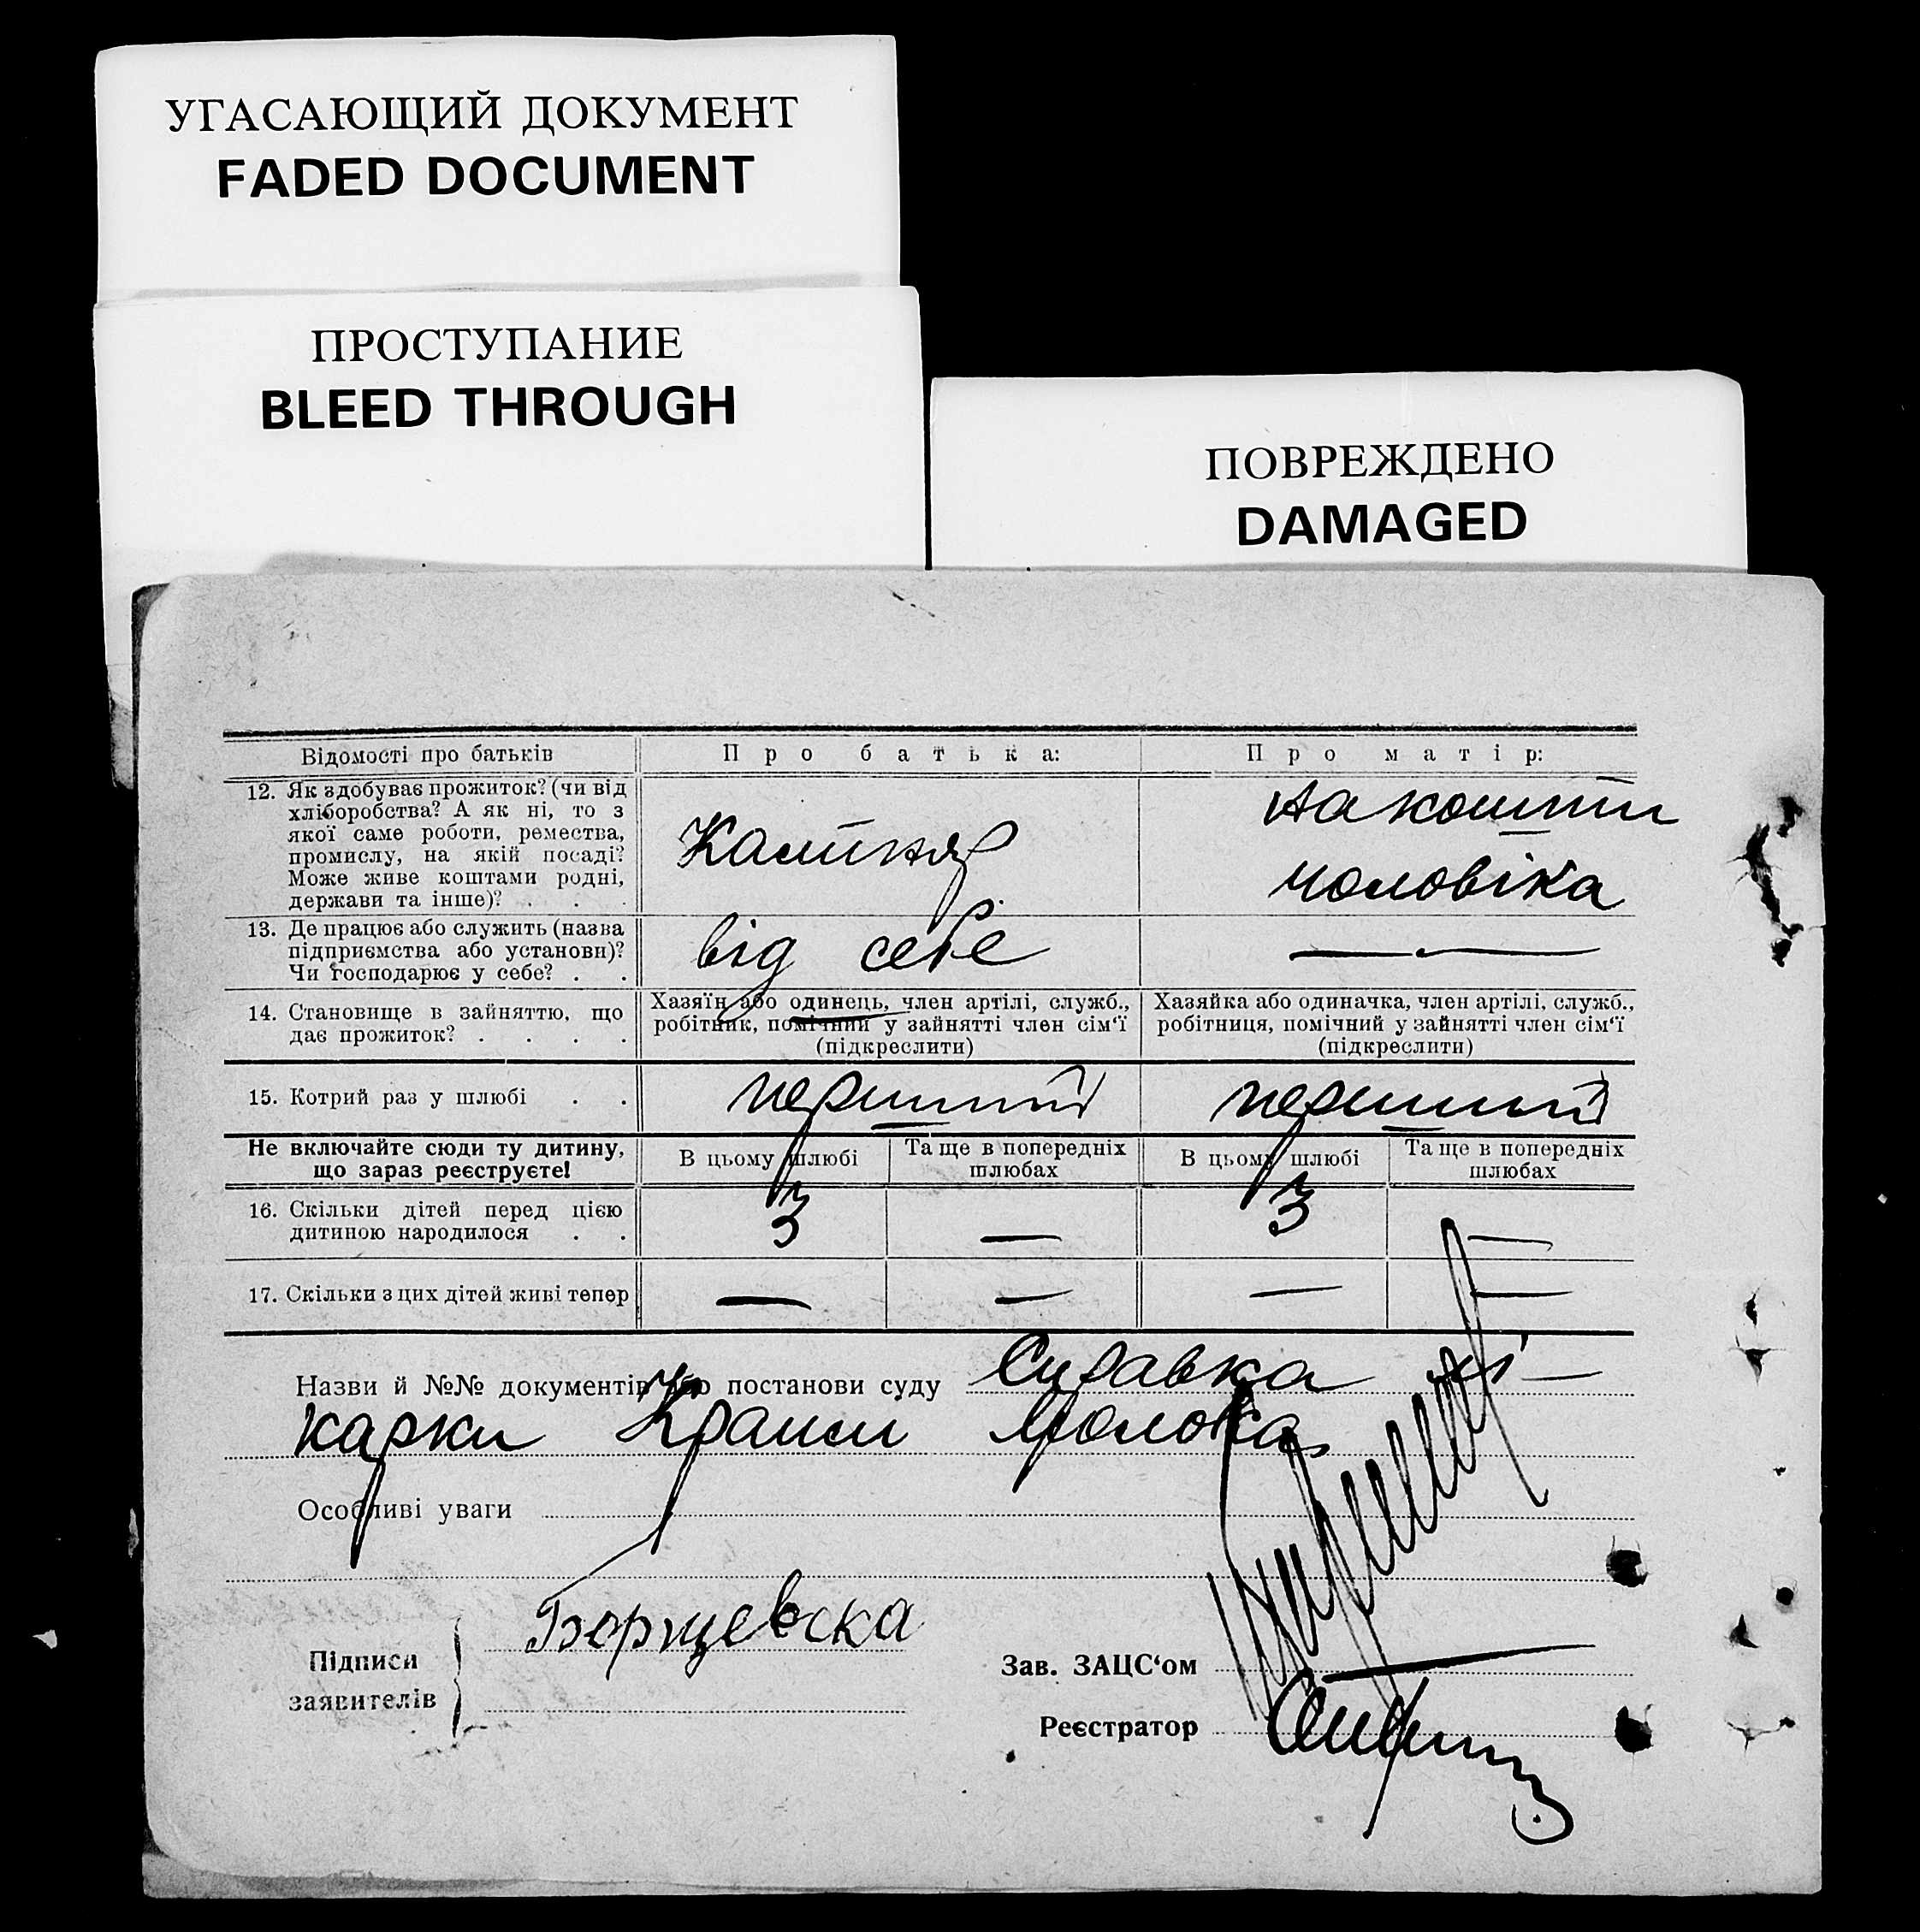 УГАСАЮЩИЙ ДОКУМЕНТ
FADED DOCUMENT
ПРОСТУПАНИЕ
BLEED THROUGH
ПОВРЕЖДЕНО
DAMAGED
Відомості про батьків
Про батька:
Про матір:
12. Як здобуває прожиток? (чи від
хліборобства? А як ні, то з
якої саме роботи, ремества,
промислу, на якій посаді?
Може живе коштами родні,
держави та інше)? . . .
на кошти
чоловіка
13. Де працює або служить (назва
підприємства або установи)?
Чи господарює у себе? . .
від себе
14. Становище в зайняттю, що
дає прожиток? . . . .
Хазяїн або одинець, член артілі, служб.,
робітник, помічний у зайнятті член сім‘ї
(підкреслити)
Хазяйка або одиначка, член артілі, служб.,
робітниця, помічний у зайнятті член сім‘ї
(підкреслити)
15. Котрий раз у шлюбі . .
перший
перший
Не включайте сюди ту дитину,
що зараз реєструєте!
В цьому шлюбі
Та ще в попередніх
шлюбах
В цьому шлюбі
Та ще в попередніх
шлюбах
16. Скільки дітей перед цією
дитиною народилося . .
3
—
3
—
17. Скільки з цих дітей живі тепер
—
—
—
—
Назви й №№ документів або постанови суду Справка
Особливі уваги
Підписи
заявителів
Борщевска
Зав. ЗАЦС‘ом
Реєстратор